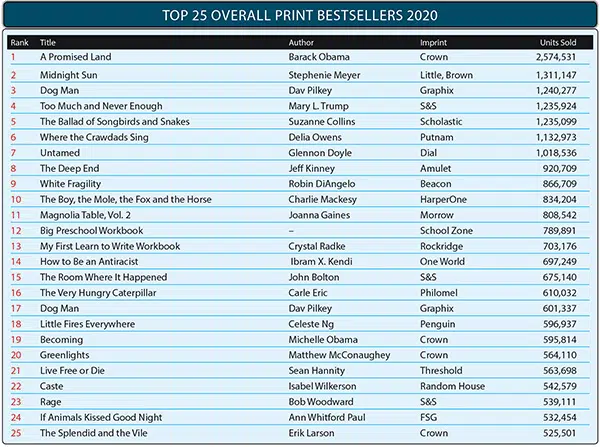 TOP 25 OVERALL PRINT BESTSELLERS 2020
Rank Title Author Imprint Units Sold
1 A Promised Land Barack Obama Crown 2,574,531
2 Midnight Sun Stephenie Meyer Little, Brown 1,311,147
3 Dog Man Dav Pilkey Graphix 1,240,277
4 Too Much and Never Enough Mary L. Trump S&S 1,235,924
5 The Ballad of Songbirds and Snakes Suzanne Collins Scholastic 1,235,099
6 Where the Crawdads Sing Delia Owens Putnam 1,132,973
7 Untamed Glennon Doyle Dial 1,018,536
8 The Deep End Jeff Kinney Amulet 920,709
9 White Fragility Robin DiAngelo Beacon 866,709
10 The Boy, the Mole, the Fox and the Horse Charlie Mackesy HarperOne 834,204
11 Magnolia Table, Vol. 2 Joanna Gaines Morrow 808,542
12 Big Preschool Workbook – School Zone 789,891
13 My First Learn to Write Workbook Crystal Radke Rockridge 703,176
14 How to Be an Antiracist Ibram X. Kendi One World 697,249
15 The Room Where It Happened John Bolton S&S 675,140
16 The Very Hungry Caterpillar Carle Eric Philomel 610,032
17 Dog Man Dav Pilkey Graphix 601,337
18 Little Fires Everywhere Celeste Ng Penguin 596,937
19 Becoming Michelle Obama Crown 595,814
20 Greenlights Matthew McConaughey Crown 564,110
21 Live Free or Die Sean Hannity Threshold 563,698
22 Caste Isabel Wilkerson Random House 542,579
23 Rage Bob Woodward S&S 539,111
24 If Animals Kissed Good Night Ann Whitford Paul FSG 532,454
25 The Splendid and the Vile Erik Larson Crown 525,501